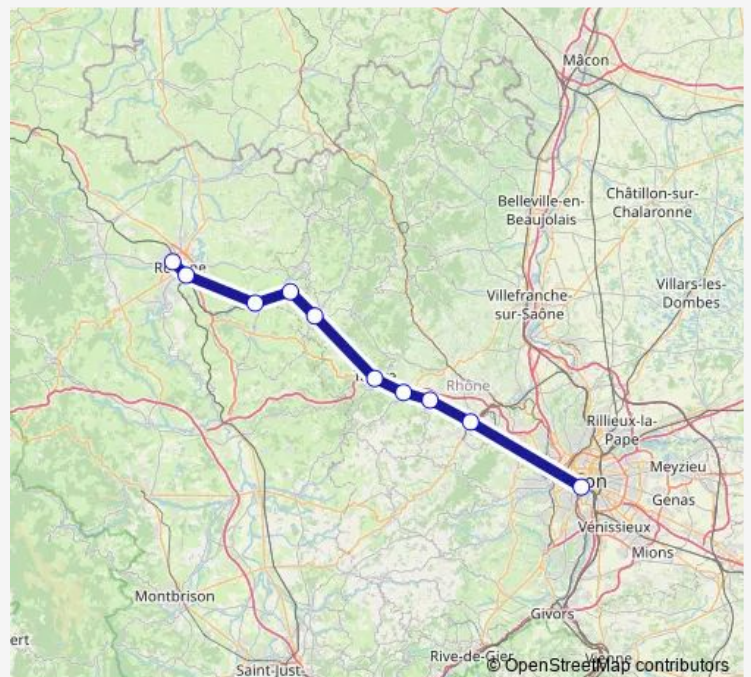 Mâcon
Belleville-en-
Beaujolais
Châtillon-sur-
Chalaronne
Villefranche-
sur-Saône
Villars-les-
Dombes
Rhône
Rillieux-la-
Pape
Meyzieu
Genas
Vénissieux
Mions
Montbrison
Givors
ert
Rive-de-Gier
Saint-Just-
Vienne
© OpenStreetMap contributors